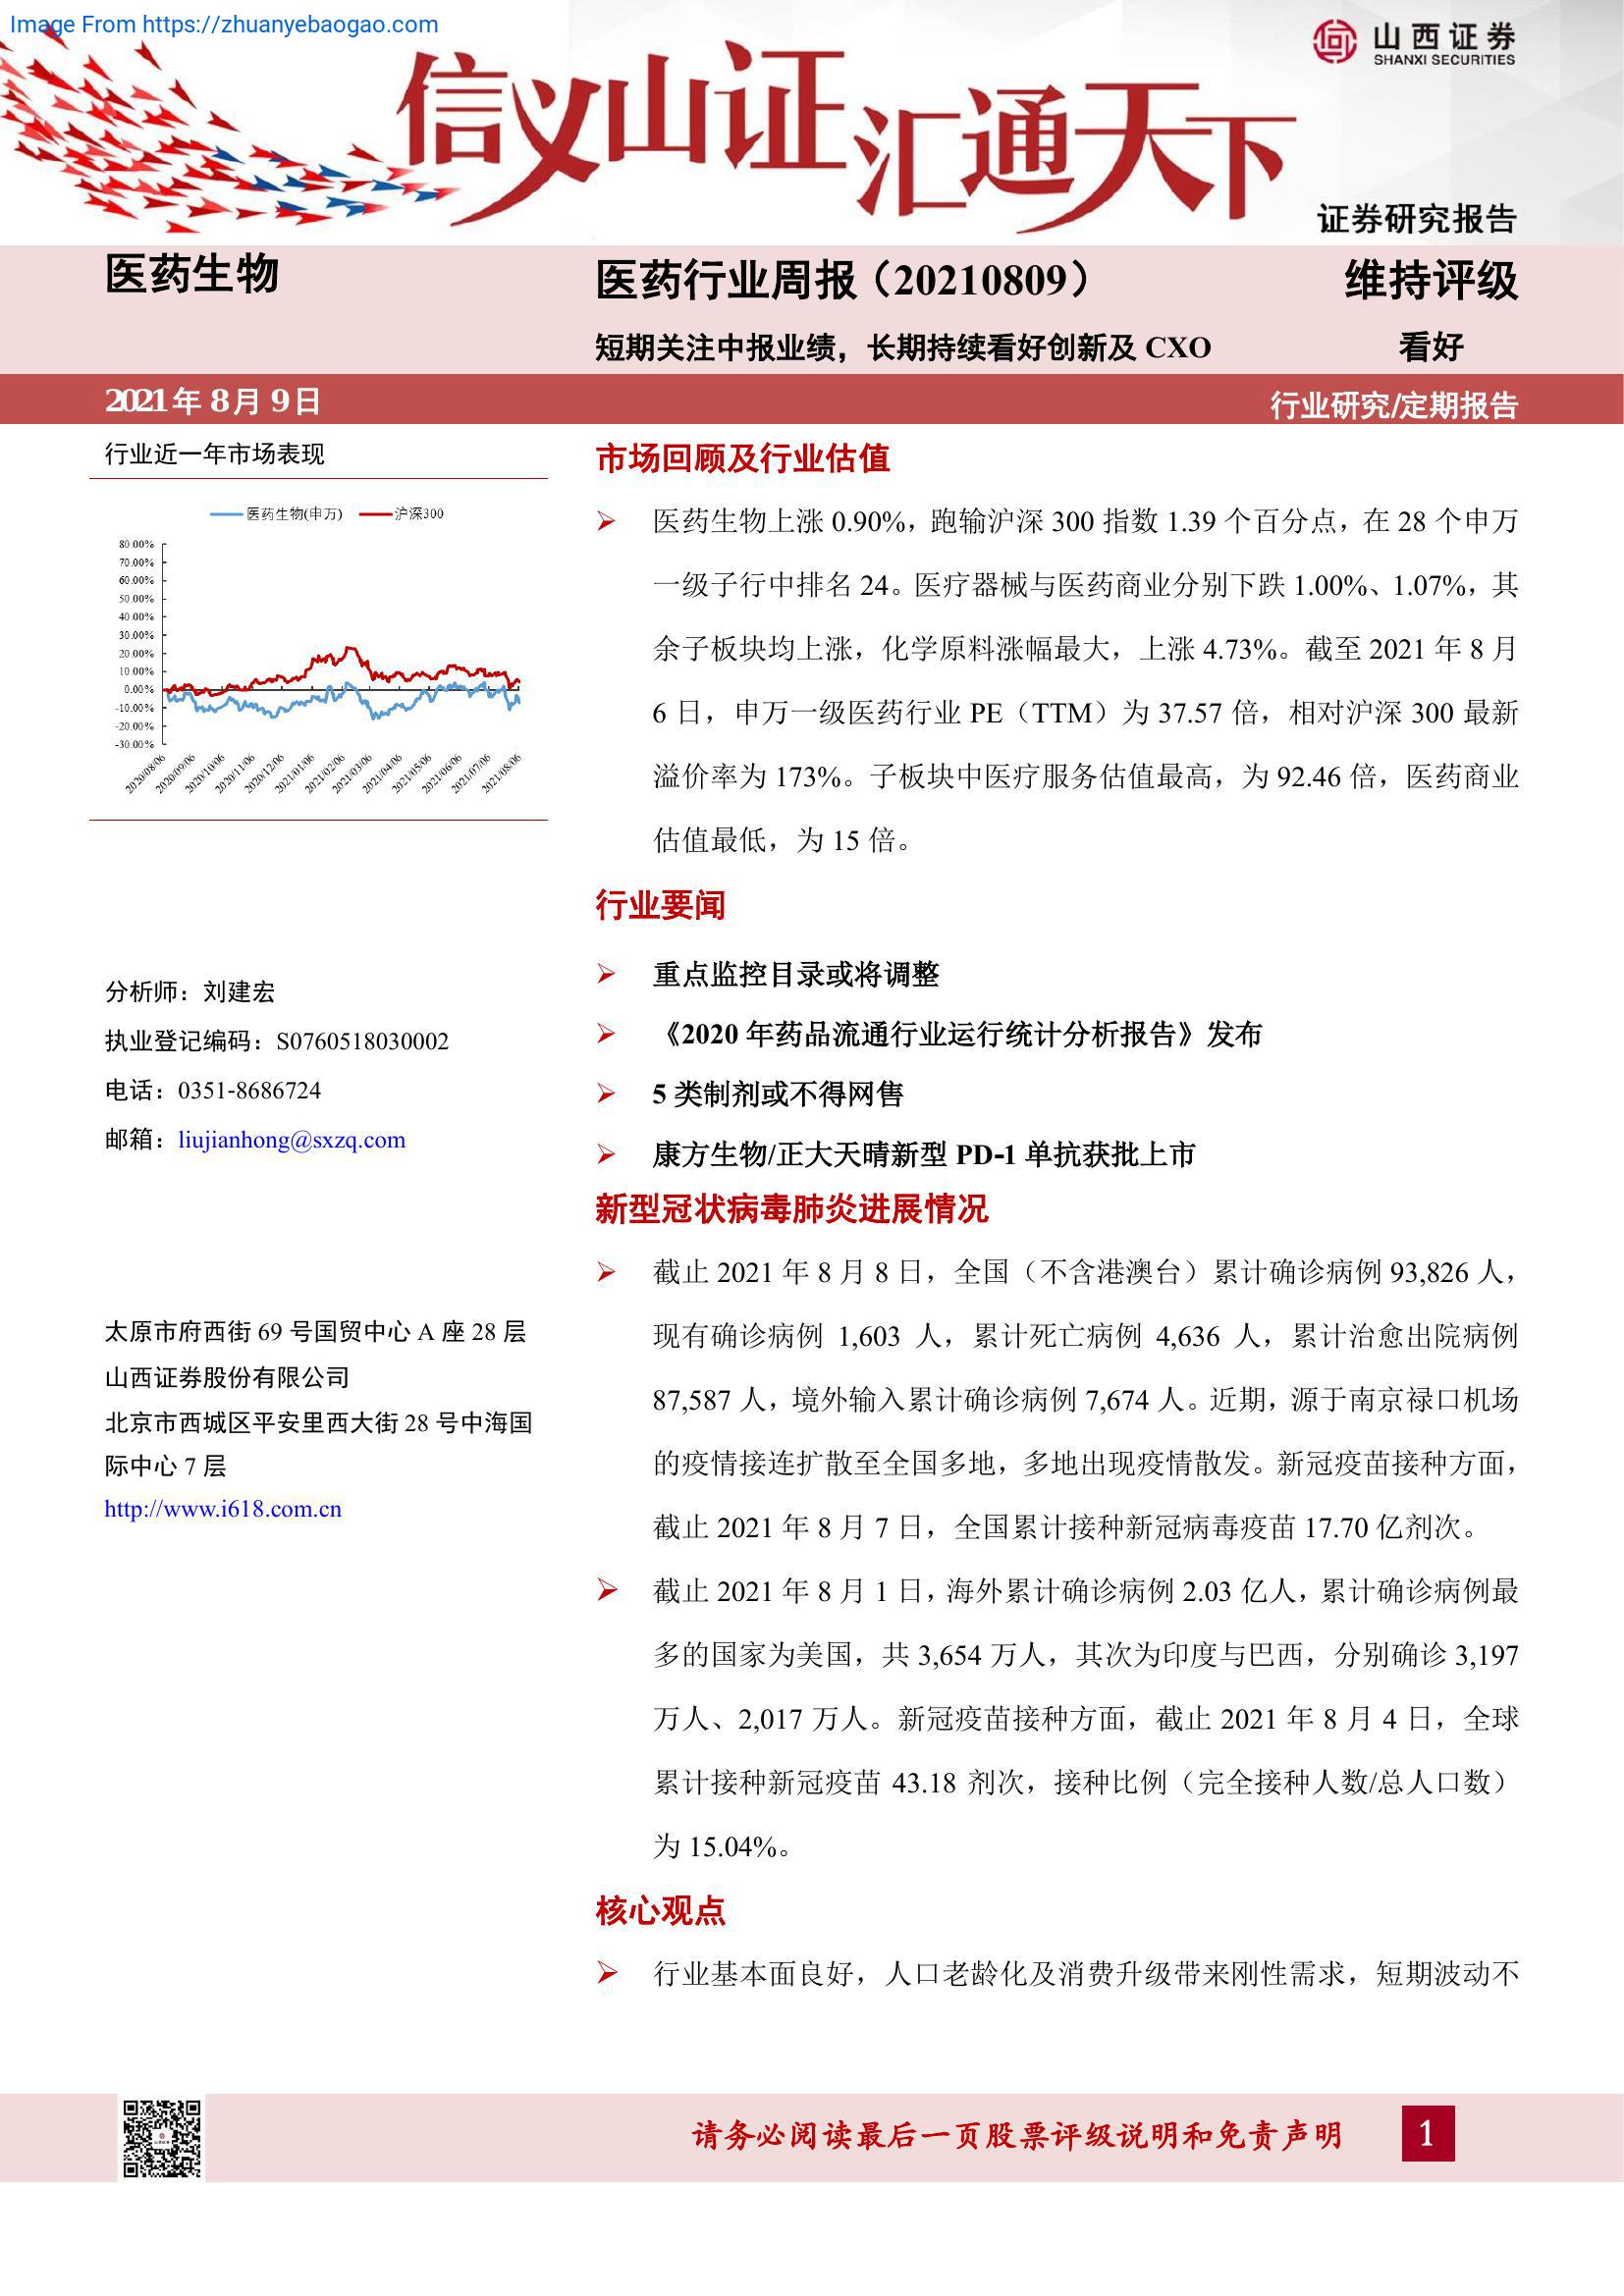 Image From https://zhuanyebaogao.com
山西证券
SHANXI SECURITIES
信义山证汇通天下
证券研究报告
医药生物
医药行业周报（20210809）
维持评级
短期关注中报业绩，长期持续看好创新及 CXO
看好
2021 年 8 月 9 日
行业研究/定期报告
行业近一年市场表现
医药生物(申万)
沪深300
80.00%
70.00%
60.00%
50.00%
40.00%
30.00%
20.00%
10.00%
0.00%
-10.00%
-20.00%
-30.00%
2020/08/06
2020/09/06
2020/10/06
2020/11/06
2020/12/06
2021/01/06
2021/02/06
2021/03/06
2021/04/06
2021/05/06
2021/06/06
2021/07/06
2021/08/06
分析师：刘建宏
执业登记编码：S0760518030002
电话：0351-8686724
邮箱：liujianhong@sxzq.com
太原市府西街 69 号国贸中心 A 座 28 层
山西证券股份有限公司
北京市西城区平安里西大街 28 号中海国
际中心 7 层
http://www.i618.com.cn
市场回顾及行业估值
医药生物上涨 0.90%，跑输沪深 300 指数 1.39 个百分点，在 28 个申万
一级子行中排名 24。医疗器械与医药商业分别下跌 1.00%、1.07%，其
余子板块均上涨，化学原料涨幅最大，上涨 4.73%。截至 2021 年 8 月
6 日，申万一级医药行业 PE（TTM）为 37.57 倍，相对沪深 300 最新
溢价率为 173%。子板块中医疗服务估值最高，为 92.46 倍，医药商业
估值最低，为 15 倍。
行业要闻
重点监控目录或将调整
《2020 年药品流通行业运行统计分析报告》发布
5 类制剂或不得网售
康方生物/正大天晴新型 PD-1 单抗获批上市
新型冠状病毒肺炎进展情况
截止 2021 年 8 月 8 日，全国（不含港澳台）累计确诊病例 93,826 人，
现有确诊病例 1,603 人，累计死亡病例 4,636 人，累计治愈出院病例
87,587 人，境外输入累计确诊病例 7,674 人。近期，源于南京禄口机场
的疫情接连扩散至全国多地，多地出现疫情散发。新冠疫苗接种方面，
截止 2021 年 8 月 7 日，全国累计接种新冠病毒疫苗 17.70 亿剂次。
截止 2021 年 8 月 1 日，海外累计确诊病例 2.03 亿人，累计确诊病例最
多的国家为美国，共 3,654 万人，其次为印度与巴西，分别确诊 3,197
万人、2,017 万人。新冠疫苗接种方面，截止 2021 年 8 月 4 日，全球
累计接种新冠疫苗 43.18 剂次，接种比例（完全接种人数/总人口数）
为 15.04%。
核心观点
行业基本面良好，人口老龄化及消费升级带来刚性需求，短期波动不
请务必阅读最后一页股票评级说明和免责声明
1